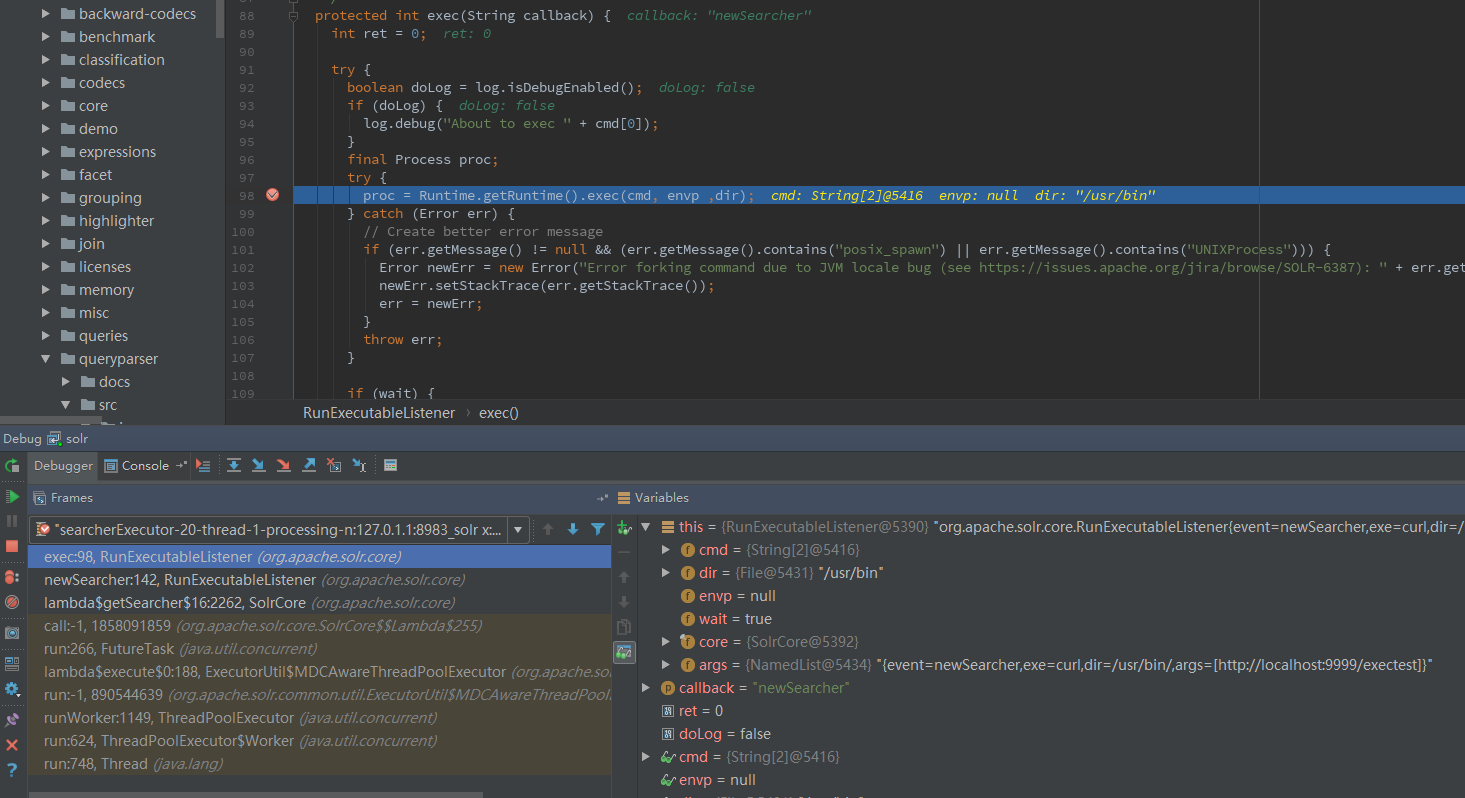 backward-codecs
benchmark
classification
codecs
core
demo
expressions
facet
grouping
highlighter
join
licenses
memory
misc
queries
queryparser
docs
src
88 protected int exec(String callback) { callback: "newSearcher"
89 int ret = 0; ret: 0
90
91 try {
92 boolean doLog = log.isDebugEnabled(); doLog: false
93 if (doLog) { doLog: false
94 log.debug("About to exec " + cmd[0]);
95 }
96 final Process proc;
97 try {
98 proc = Runtime.getRuntime().exec(cmd, envp ,dir); cmd: String[2]@5416 envp: null dir: "/usr/bin"
99 } catch (Error err) {
100 // Create better error message
101 if (err.getMessage() != null && (err.getMessage().contains("posix_spawn") || err.getMessage().contains("UNIXProcess"))) {
102 Error newErr = new Error("Error forking command due to JVM locale bug (see https://issues.apache.org/jira/browse/SOLR-6387): " + err.get
103 newErr.setStackTrace(err.getStackTrace());
104 err = newErr;
105 }
106 throw err;
107 }
108
109 if (wait) {
RunExecutableListener › exec()
Debug solr
Debugger Console
Frames
"searcherExecutor-20-thread-1-processing-n:127.0.1.1:8983_solr x:...
exec:98, RunExecutableListener (org.apache.solr.core)
newSearcher:142, RunExecutableListener (org.apache.solr.core)
lambda$getSearcher$16:2262, SolrCore (org.apache.solr.core)
call:-1, 1858091859 (org.apache.solr.core.SolrCore$$Lambda$255)
run:266, FutureTask (java.util.concurrent)
lambda$execute$0:188, ExecutorUtil$MDCAwareThreadPoolExecutor (org.apache.so
run:-1, 890544639 (org.apache.solr.common.util.ExecutorUtil$MDCAwareThreadPool
runWorker:1149, ThreadPoolExecutor (java.util.concurrent)
run:624, ThreadPoolExecutor$Worker (java.util.concurrent)
run:748, Thread (java.lang)
Variables
this = {RunExecutableListener@5390} "org.apache.solr.core.RunExecutableListener{event=newSearcher,exe=curl,dir=/
cmd = {String[2]@5416}
dir = {File@5431} "/usr/bin"
envp = null
wait = true
core = {SolrCore@5392}
args = {NamedList@5434} "{event=newSearcher,exe=curl,dir=/usr/bin/,args=[http://localhost:9999/exectest]}"
callback = "newSearcher"
ret = 0
doLog = false
cmd = {String[2]@5416}
envp = null